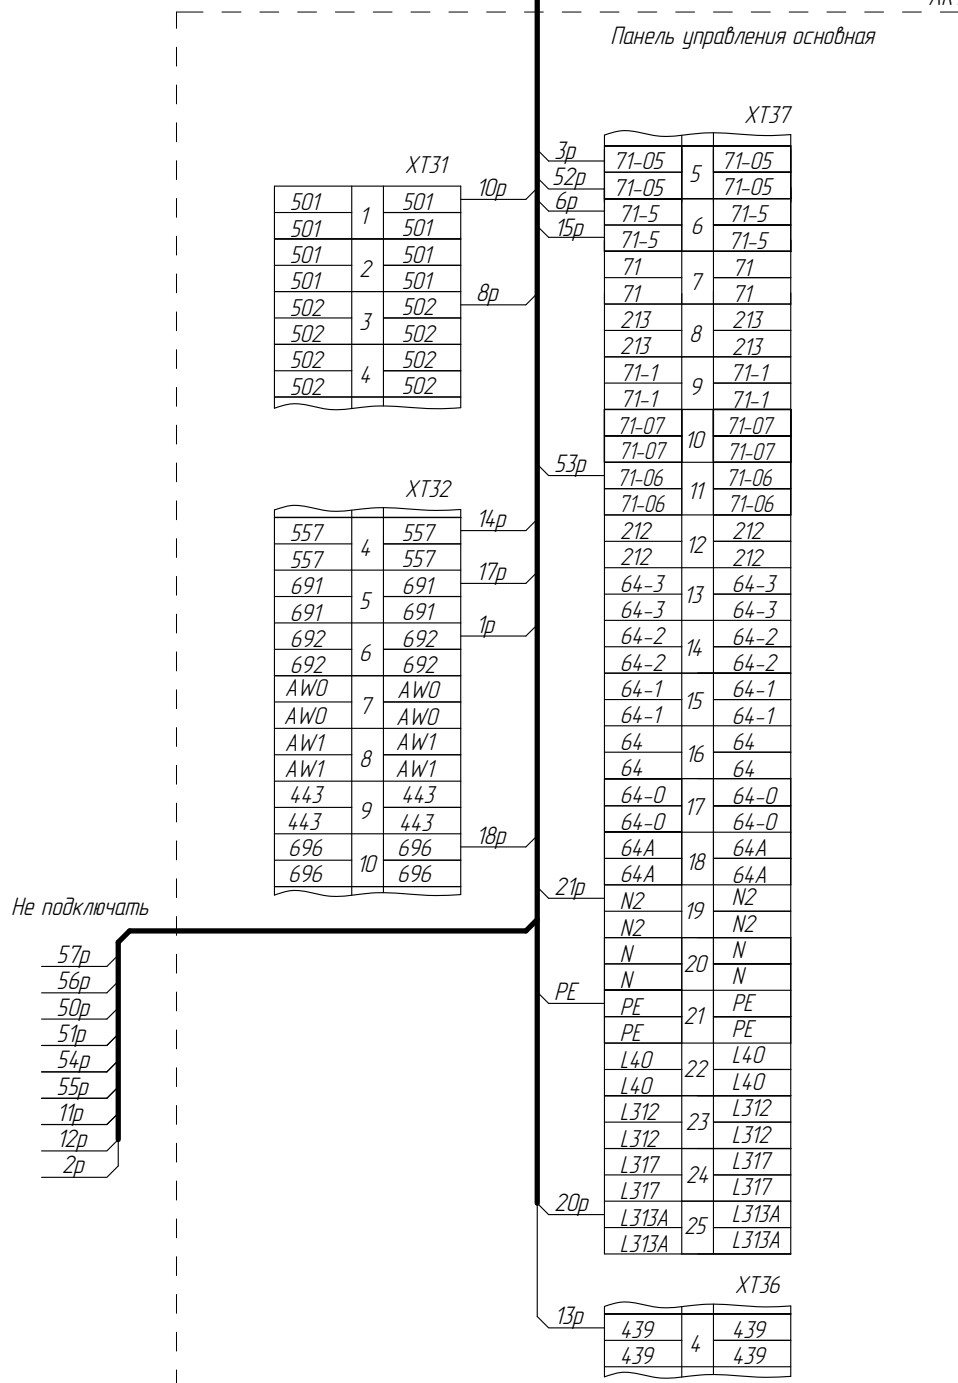 Панель управления основная
XT31
10р
501 1 501
501 501
501 2 501
501 501
8р
502 3 502
502 502
502 4 502
502 502
XT32
14р
557 4 557
557 557
17р
691 5 691
691 691
1р
692 6 692
692 692
AW0 7 AW0
AW0 AW0
AW1 8 AW1
AW1 AW1
443 9 443
443 443
18р
696 10 696
696 696
Не подключать
57р
56р
50р
51р
54р
55р
11р
12р
2р
XT37
3р 71-05 5 71-05
52р 71-05 71-05
6р 71-5 6 71-5
15р 71-5 71-5
71 7 71
71 71
213 8 213
213 213
71-1 9 71-1
71-1 71-1
71-07 10 71-07
71-07 71-07
53р 71-06 11 71-06
71-06 71-06
212 12 212
212 212
64-3 13 64-3
64-3 64-3
64-2 14 64-2
64-2 64-2
64-1 15 64-1
64-1 64-1
64 16 64
64 64
64-0 17 64-0
64-0 64-0
64A 18 64A
64A 64A
21р N2 19 N2
N2 N2
N 20 N
N N
PE PE 21 PE
PE PE
L40 22 L40
L40 L40
L312 23 L312
L312 L312
L317 24 L317
L317 L317
20р L313A 25 L313A
L313A L313A
XT36
13р 439 4 439
439 439